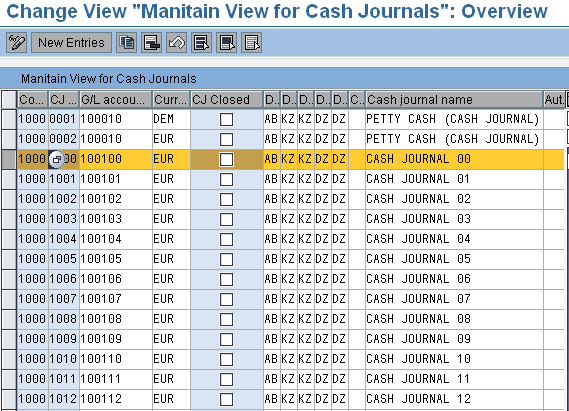 Change View "Manitain View for Cash Journals": Overview
New Entries
Manitain View for Cash Journals
Co... CJ ... G/L accou... Curr... CJ Closed D.. D.. D.. D.. D.. C.. Cash journal name Aut
1000 0001 100010 DEM AB KZ KZ DZ DZ PETTY CASH (CASH JOURNAL)
1000 0002 100010 EUR AB KZ KZ DZ DZ PETTY CASH (CASH JOURNAL)
1000 00 100100 EUR AB KZ KZ DZ DZ CASH JOURNAL 00
1000 1001 100101 EUR AB KZ KZ DZ DZ CASH JOURNAL 01
1000 1002 100102 EUR AB KZ KZ DZ DZ CASH JOURNAL 02
1000 1003 100103 EUR AB KZ KZ DZ DZ CASH JOURNAL 03
1000 1004 100104 EUR AB KZ KZ DZ DZ CASH JOURNAL 04
1000 1005 100105 EUR AB KZ KZ DZ DZ CASH JOURNAL 05
1000 1006 100106 EUR AB KZ KZ DZ DZ CASH JOURNAL 06
1000 1007 100107 EUR AB KZ KZ DZ DZ CASH JOURNAL 07
1000 1008 100108 EUR AB KZ KZ DZ DZ CASH JOURNAL 08
1000 1009 100109 EUR AB KZ KZ DZ DZ CASH JOURNAL 09
1000 1010 100110 EUR AB KZ KZ DZ DZ CASH JOURNAL 10
1000 1011 100111 EUR AB KZ KZ DZ DZ CASH JOURNAL 11
1000 1012 100112 EUR AB KZ KZ DZ DZ CASH JOURNAL 12